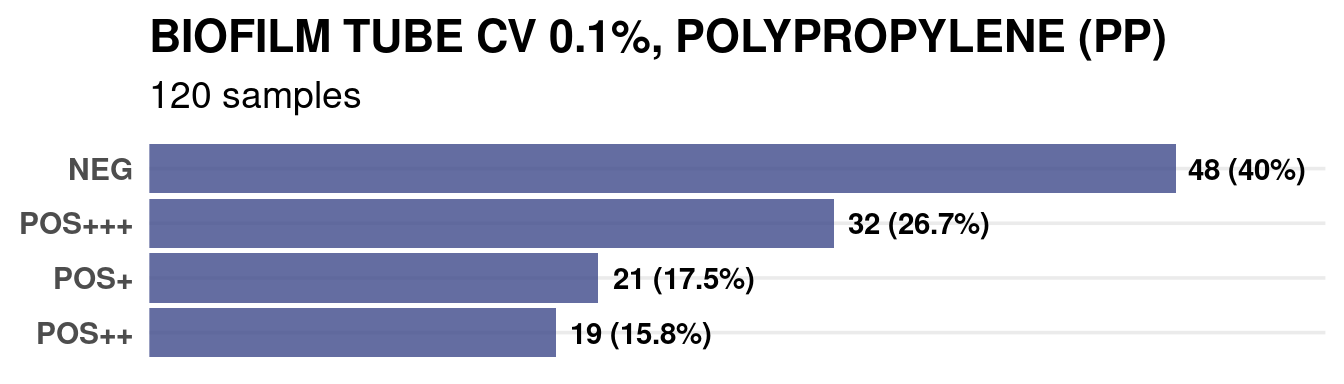 BIOFILM TUBE CV 0.1%, POLYPROPYLENE (PP)
120 samples
NEG 48 (40%)
POS+++ 32 (26.7%)
POS+ 21 (17.5%)
POS++ 19 (15.8%)